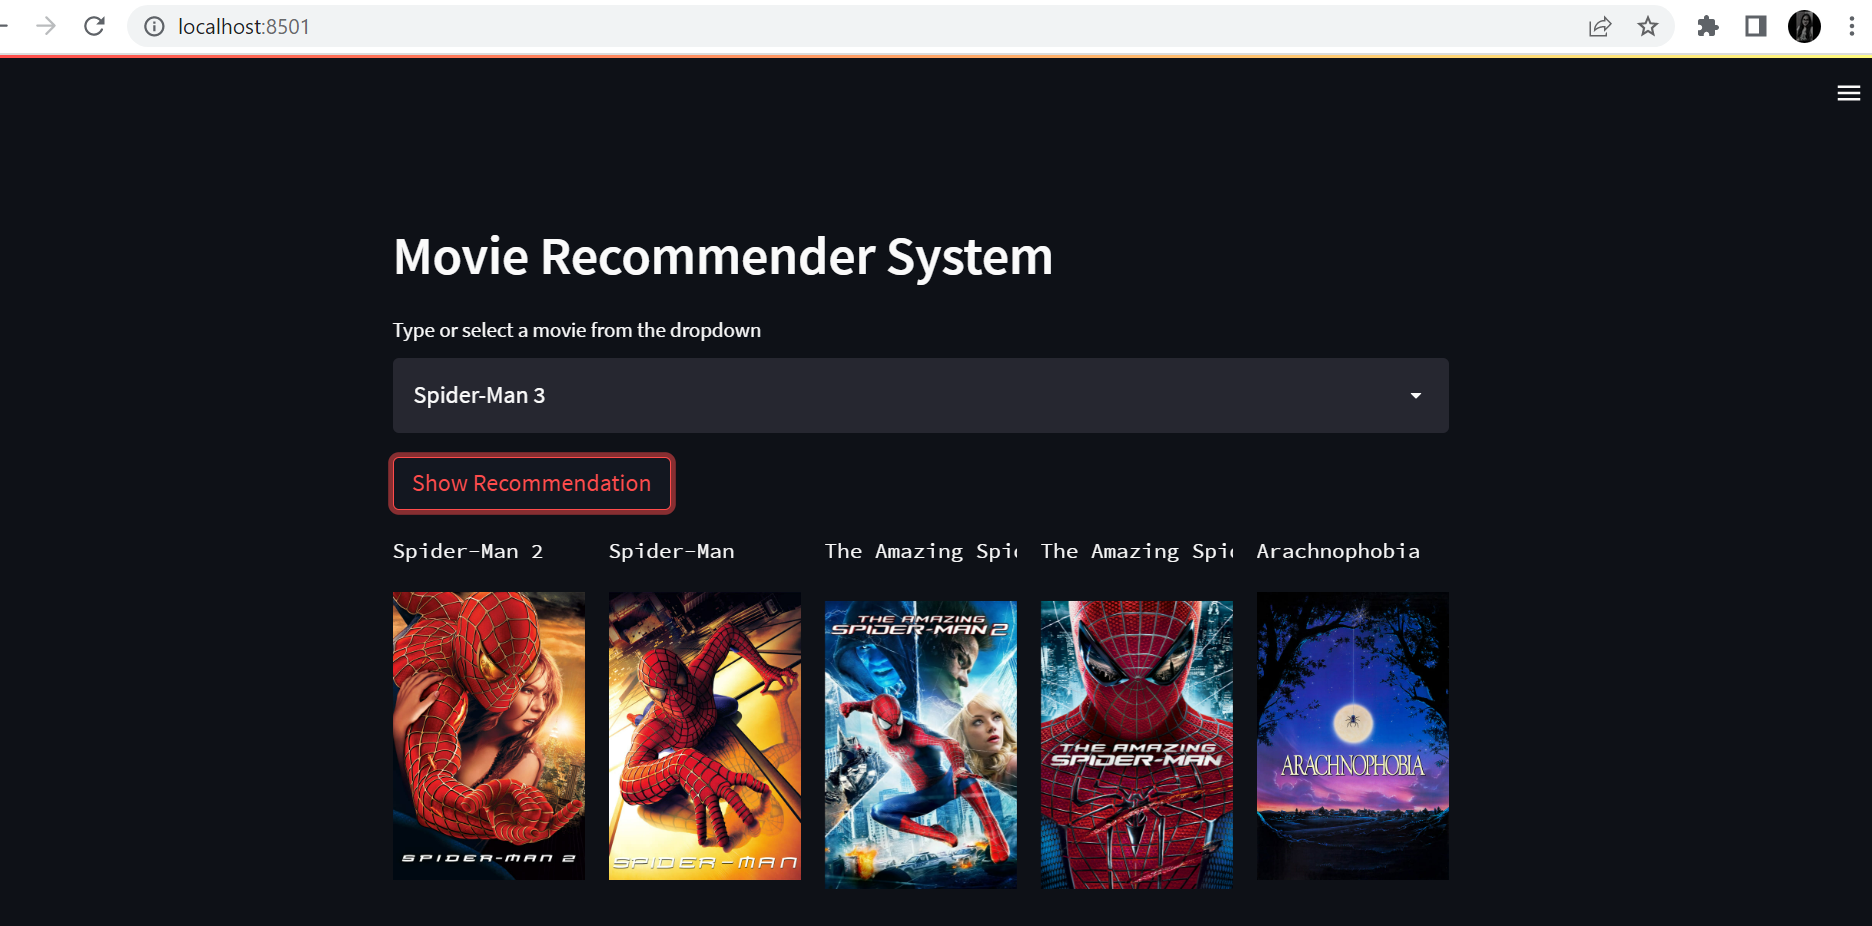 localhost:8501
Movie Recommender System
Type or select a movie from the dropdown
Spider-Man 3
Show Recommendation
Spider-Man 2
Spider-Man
The Amazing Spi
The Amazing Spi
Arachnophobia
SPIDER-MAN 2
SPIDER-MAN
THE AMAZING
SPIDER-MAN 2
THE AMAZING
SPIDER-MAN
ARACHNOPHOBIA